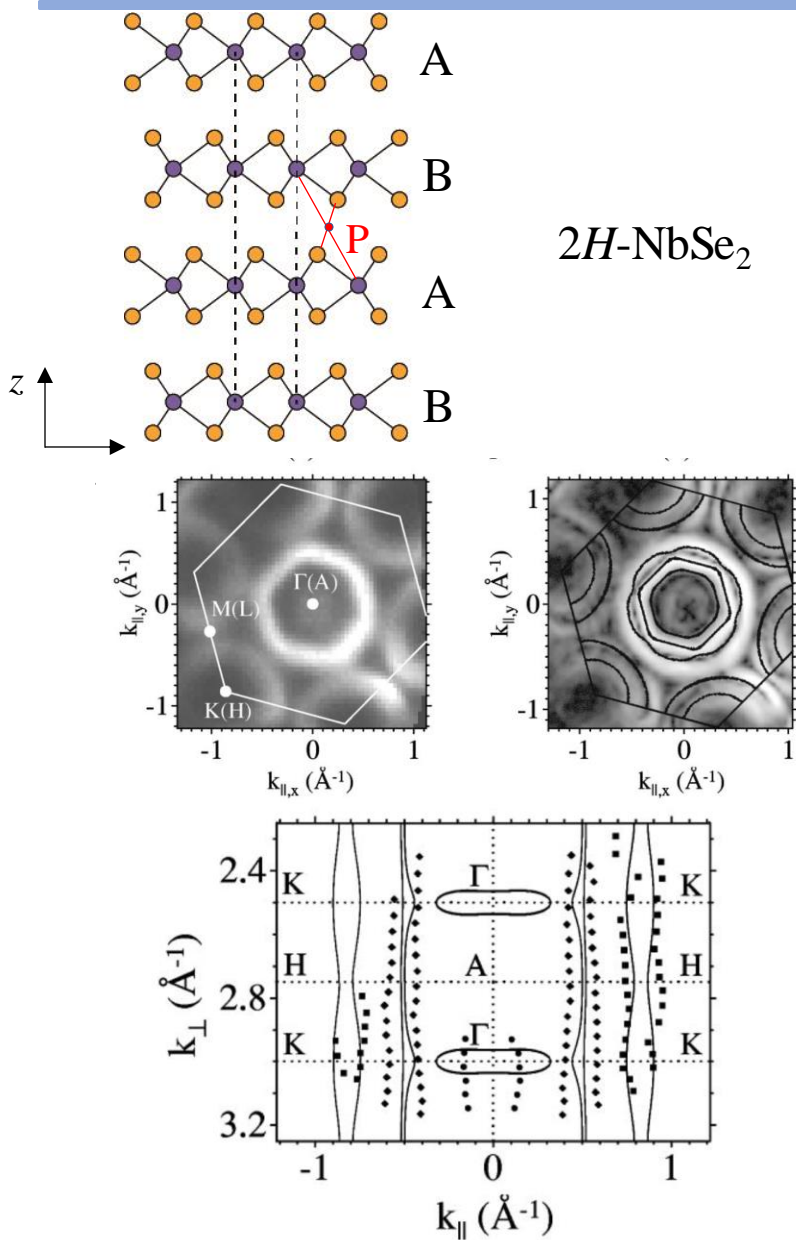 A
B
P
2H-NbSe2
A
z
B
1
0
-1
k||,y (Å-1)
Γ(A)
M(L)
K(H)
-1 0 1
k||,x (Å-1)
1
0
-1
k||,y (Å-1)
-1 0 1
k||,x (Å-1)
2.4
2.8
3.2
k⊥ (Å-1)
K Γ K
H A H
K Γ K
-1 0 1
k|| (Å-1)